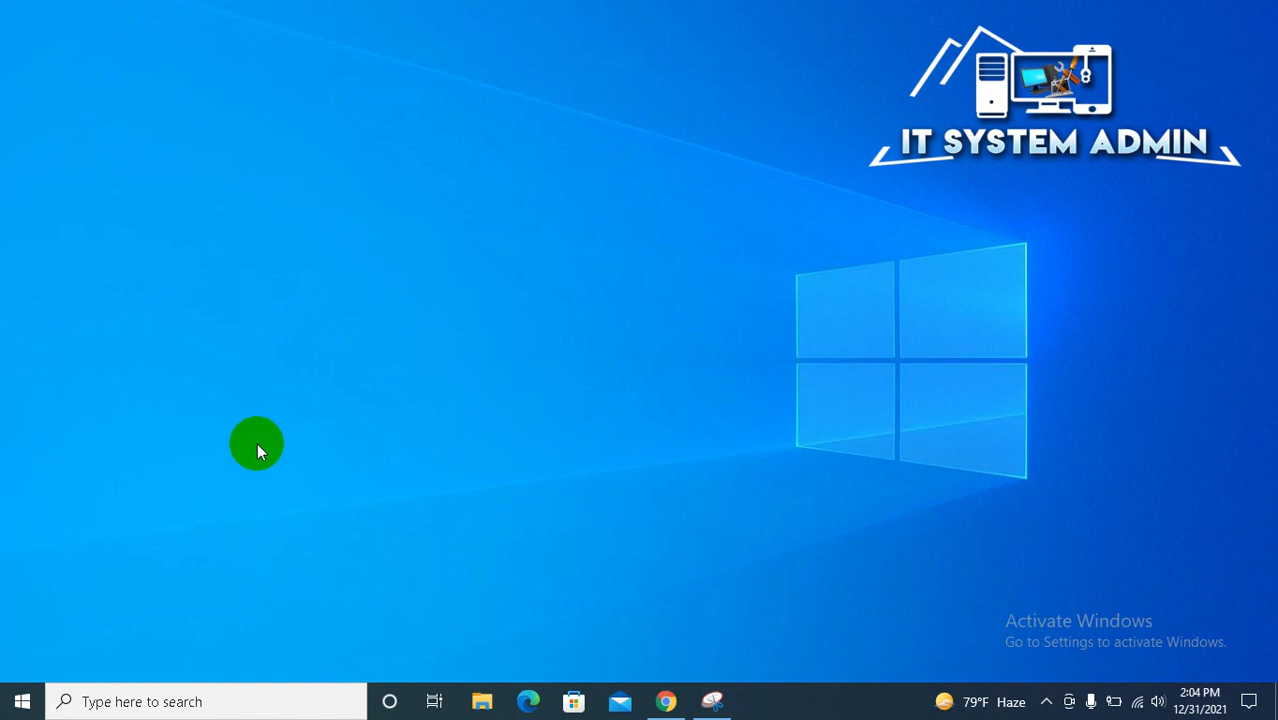 IT SYSTEM ADMIN
Activate Windows
Go to Settings to activate Windows.
Type here to search
79°F Haze
2:04 PM
12/31/2021